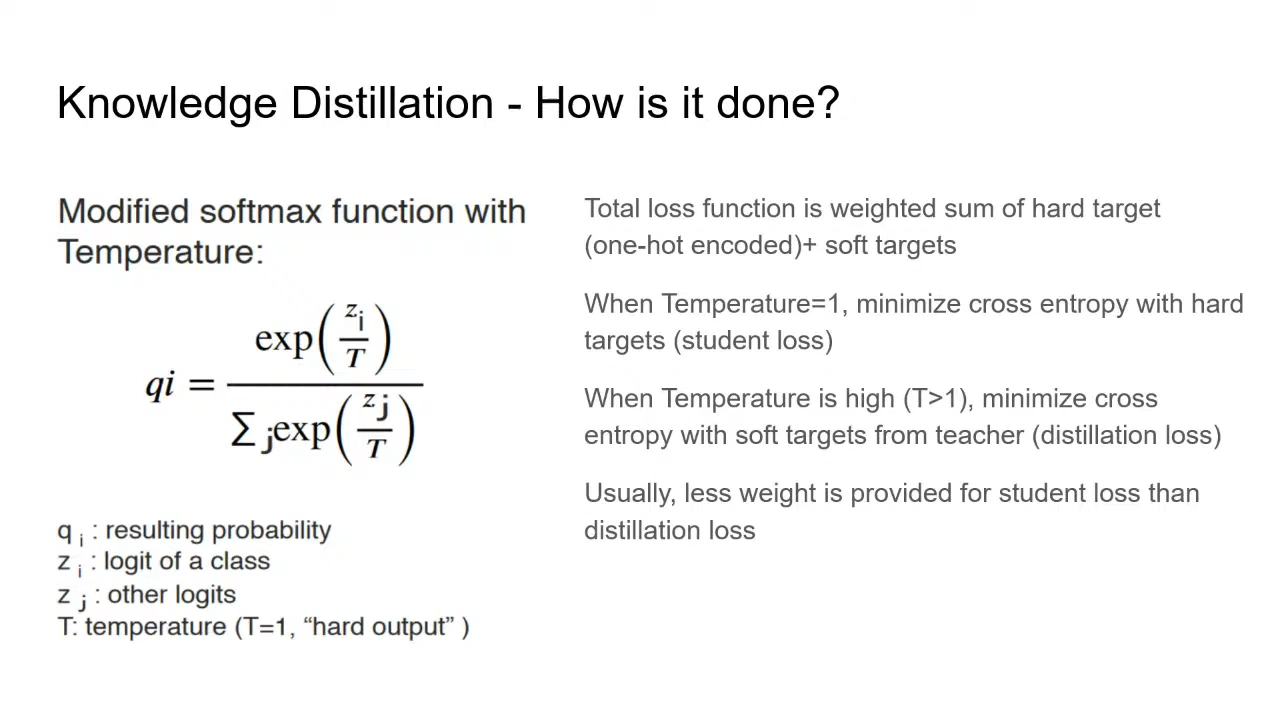 Knowledge Distillation - How is it done?
Modified softmax function with
Temperature:
qi = exp(zi/T) / ∑ j exp(zj/T)
q i : resulting probability
z i : logit of a class
z j : other logits
T: temperature (T=1, “hard output” )
Total loss function is weighted sum of hard target
(one-hot encoded)+ soft targets
When Temperature=1, minimize cross entropy with hard
targets (student loss)
When Temperature is high (T>1), minimize cross
entropy with soft targets from teacher (distillation loss)
Usually, less weight is provided for student loss than
distillation loss